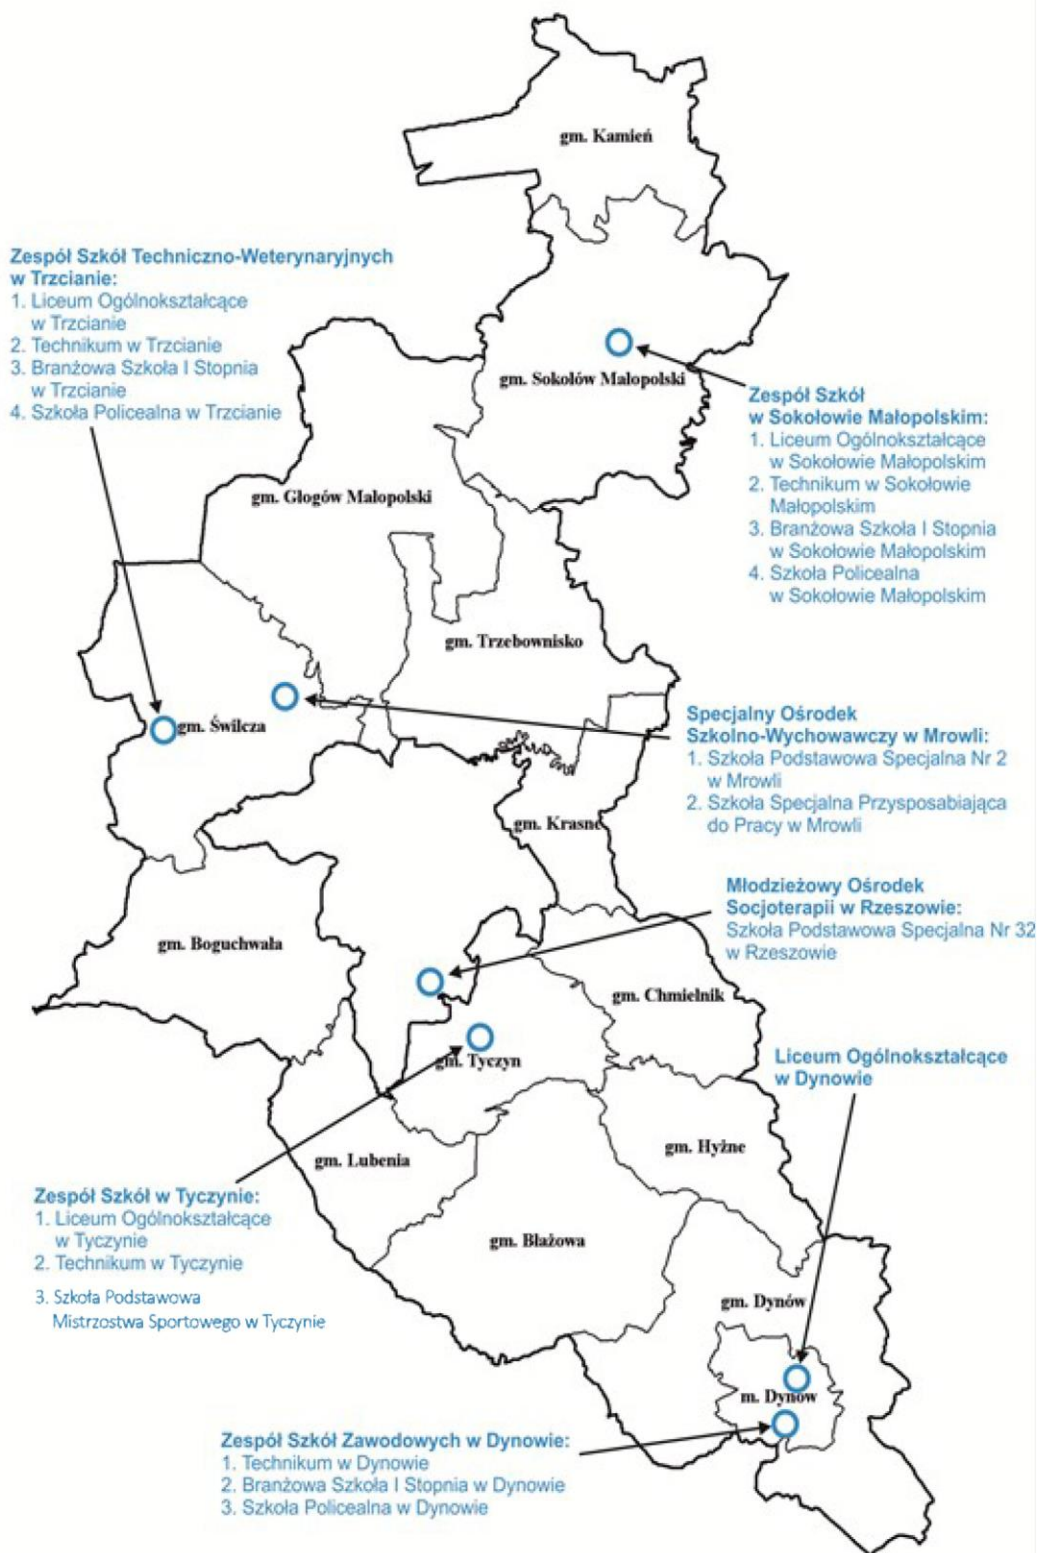 gm. Kamień
Zespół Szkół Techniczno-Weterynaryjnych
w Trzcianie:
1. Liceum Ogólnokształcące
w Trzcianie
2. Technikum w Trzcianie
3. Branżowa Szkoła I Stopnia
w Trzcianie
4. Szkoła Policealna w Trzcianie
gm. Sokołów Małopolski
Zespół Szkół
w Sokołowie Małopolskim:
1. Liceum Ogólnokształcące
w Sokołowie Małopolskim
2. Technikum w Sokołowie
Małopolskim
3. Branżowa Szkoła I Stopnia
w Sokołowie Małopolskim
4. Szkoła Policealna
w Sokołowie Małopolskim
gm. Głogów Małopolski
gm. Trzebownisko
gm. Świlcza
Specjalny Ośrodek
Szkolno-Wychowawczy w Mrowli:
1. Szkoła Podstawowa Specjalna Nr 2
w Mrowli
2. Szkoła Specjalna Przysposabiająca
do Pracy w Mrowli
gm. Krasne
Młodzieżowy Ośrodek
Socjoterapii w Rzeszowie:
Szkoła Podstawowa Specjalna Nr 32
w Rzeszowie
gm. Boguchwała
gm. Chmielnik
gm. Tyczyn
Liceum Ogólnokształcące
w Dynowie
gm. Hyżne
gm. Lubenia
Zespół Szkół w Tyczynie:
1. Liceum Ogólnokształcące
w Tyczynie
2. Technikum w Tyczynie
3. Szkoła Podstawowa
Mistrzostwa Sportowego w Tyczynie
gm. Błażowa
gm. Dynów
m. Dynów
Zespół Szkół Zawodowych w Dynowie:
1. Technikum w Dynowie
2. Branżowa Szkoła I Stopnia w Dynowie
3. Szkoła Policealna w Dynowie